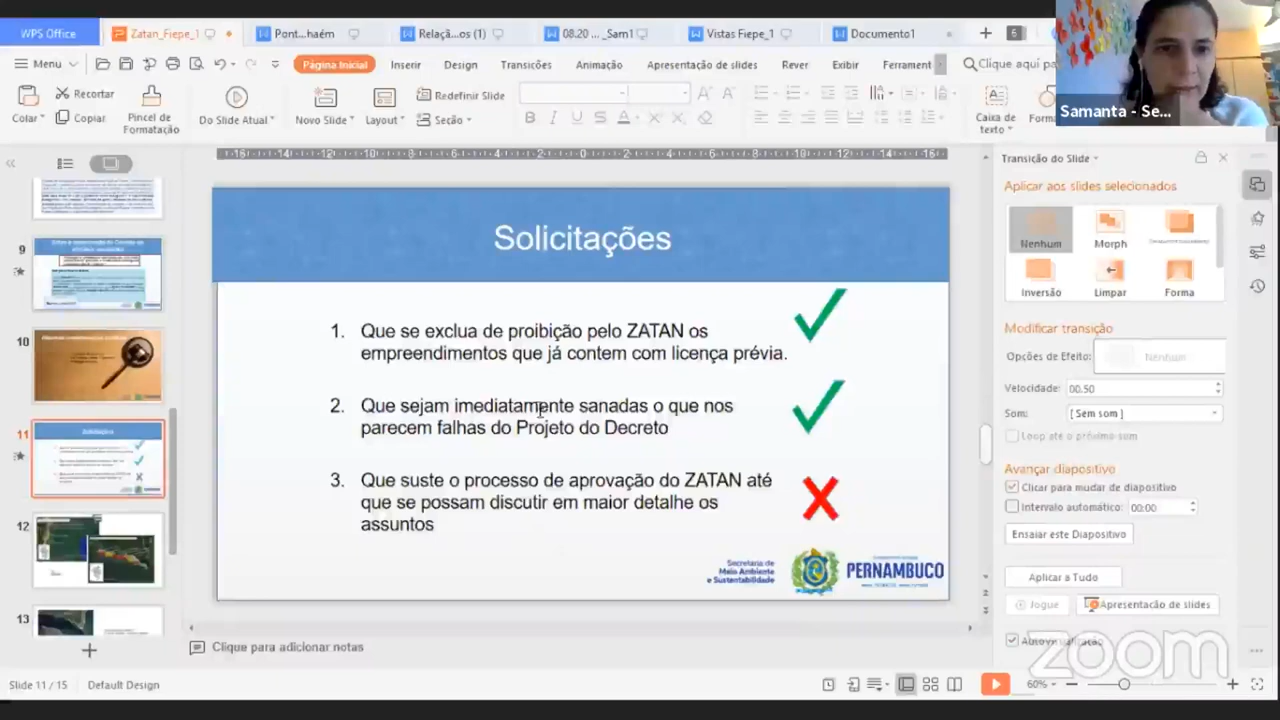 WPS Office
Zatan_Fiepe_1
Pont...haém
Relaçã...os (1)
08.20 ..._Sam1
Vistas Fiepe_1
Documento1
6
Menu
Página Inicial
Inserir
Design
Transições
Animação
Apresentação de slides
Rever
Exibir
Ferrament
Clique aqui pa
Samanta - Se...
Colar
Recortar
Copiar
Pincel de
Formatação
Do Slide Atual
Novo Slide
Layout
Redefinir Slide
Seção
Caixa de
texto
Form
9
10
11
12
13
Solicitações
1. Que se exclua de proibição pelo ZATAN os
empreendimentos que já contem com licença prévia.
2. Que sejam imediatamente sanadas o que nos
parecem falhas do Projeto do Decreto
3. Que suste o processo de aprovação do ZATAN até
que se possam discutir em maior detalhe os
assuntos
Secretaria de
Meio Ambiente
e Sustentabilidade
PERNAMBUCO
Transição do Slide
Aplicar aos slides selecionados
Nenhum
Morph
Inversão
Limpar
Forma
Modificar transição
Opções de Efeito:
Nenhum
Velocidade: 00.50
Som: [ Sem som ]
Loop até o próximo som
Avançar diapositivo
Clicar para mudar de diapositivo
Intervalo automático: 00:00
Ensaiar este Diapositivo
Aplicar a Tudo
Jogue
Apresentação de slides
zoom
Clique para adicionar notas
Slide 11 / 15
Default Design
60%